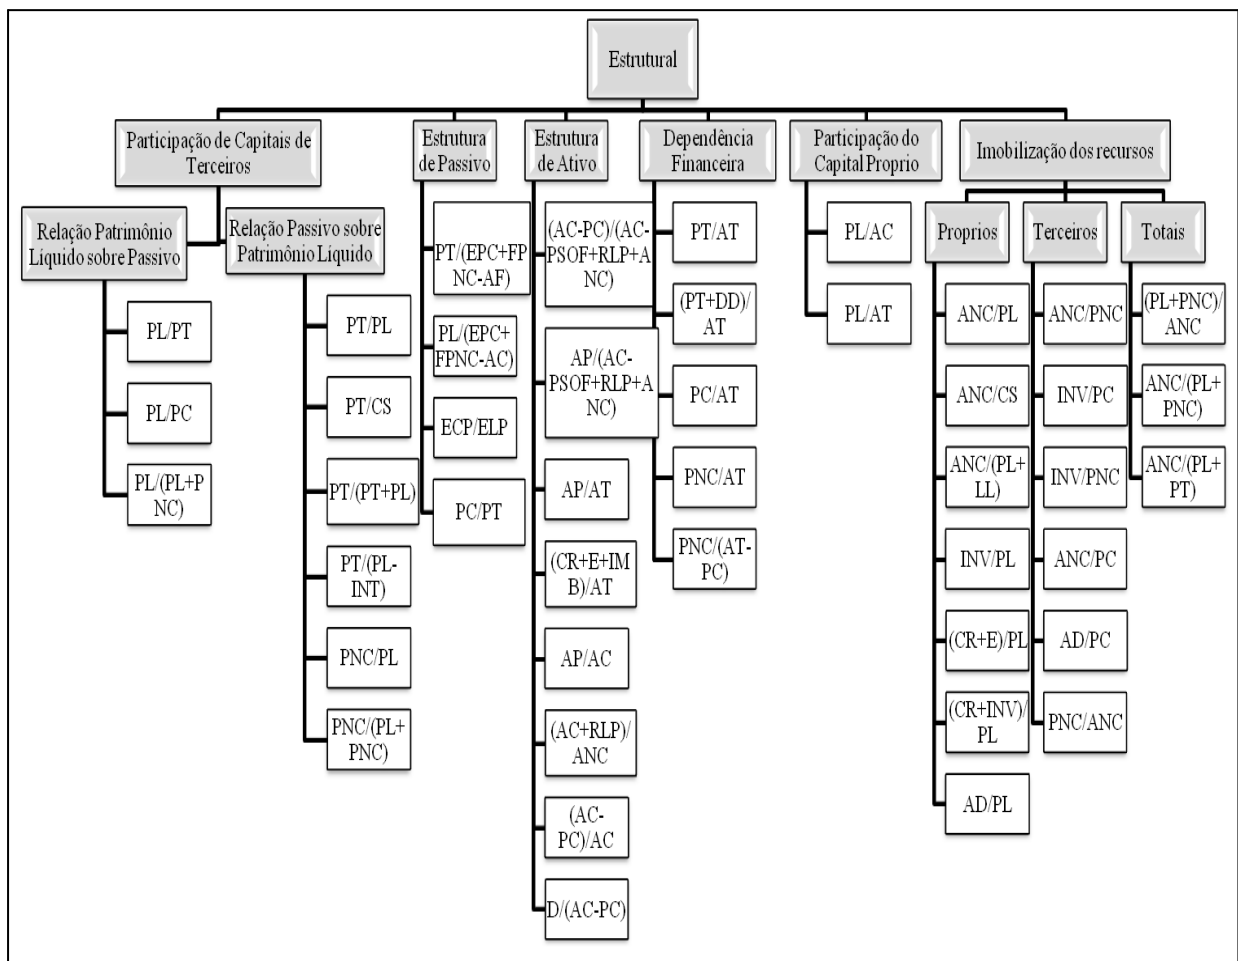 Estrutural
Participação de Capitais de
Terceiros
Relação Patrimônio
Líquido sobre Passivo
PL/PT
PL/PC
PL/(PL+P
NC)
Relação Passivo sobre
Patrimônio Líquido
PT/PL
PT/CS
PT/(PT+PL)
PT/(PL-
INT)
PNC/PL
PNC/(PL+
PNC)
Estrutura
de Passivo
PT/(EPC+FP
NC-AF)
PL/(EPC+
FPNC-AC)
ECP/ELP
PC/PT
Estrutura
de Ativo
(AC-PC)/(AC-
PSOF+RLP+A
NC)
AP/(AC-
PSOF+RLP+A
NC)
AP/AT
(CR+E+IM
B)/AT
AP/AC
(AC+RLP)/
ANC
(AC-
PC)/AC
D/(AC-PC)
Dependência
Financeira
PT/AT
(PT+DD)/
AT
PC/AT
PNC/AT
PNC/(AT-
PC)
Participação do
Capital Proprio
PL/AC
PL/AT
Imobilização dos recursos
Proprios
ANC/PL
ANC/CS
ANC/(PL+
LL)
INV/PL
(CR+E)/PL
(CR+INV)/
PL
AD/PL
Terceiros
ANC/PNC
INV/PC
INV/PNC
ANC/PC
AD/PC
PNC/ANC
Totais
(PL+PNC)/
ANC
ANC/(PL+
PNC)
ANC/(PL+
PT)